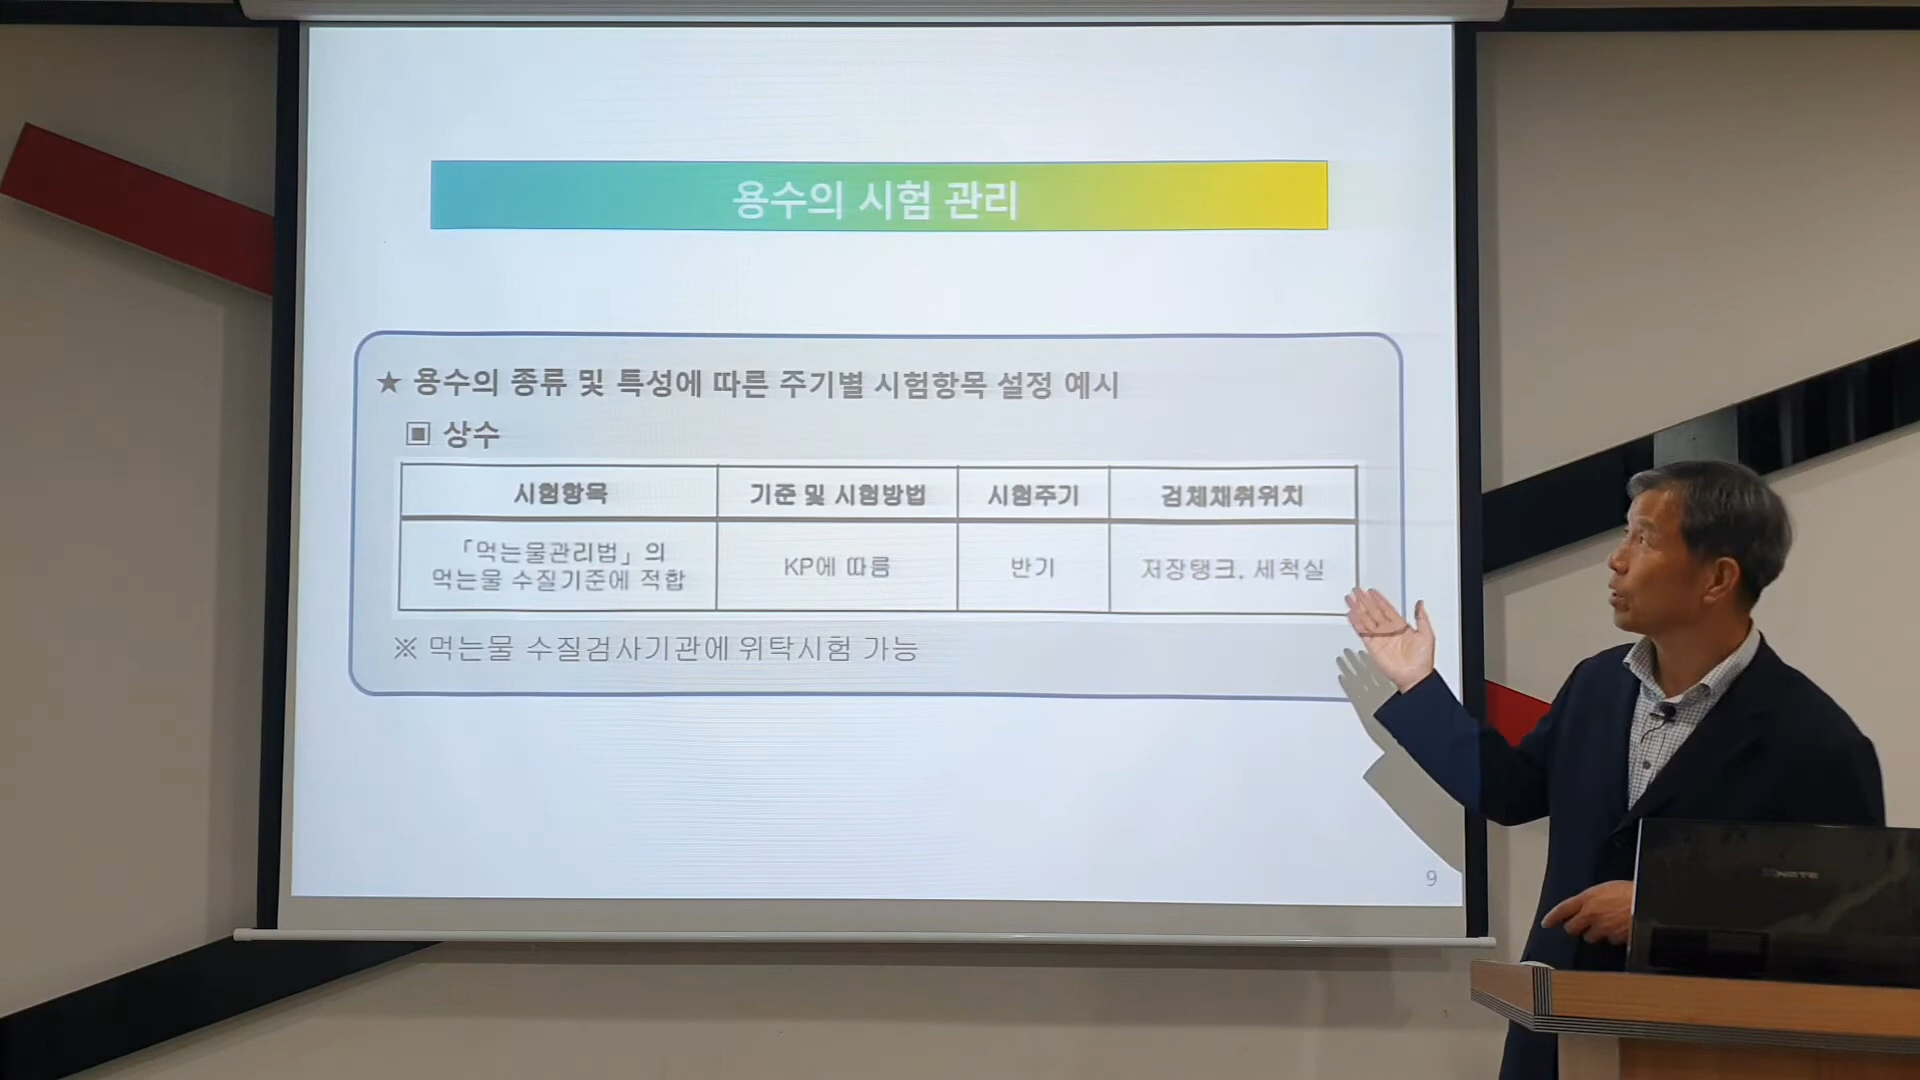 용수의 시험 관리
★ 용수의 종류 및 특성에 따른 주기별 시험항목 설정 예시
▣ 상수
시험항목 기준 및 시험방법 시험주기 검체채취위치
「먹는물관리법」의
먹는물 수질기준에 적합 KP에 따름 반기 저장탱크, 세척실
※ 먹는물 수질검사기관에 위탁시험 가능
9
XNOTE